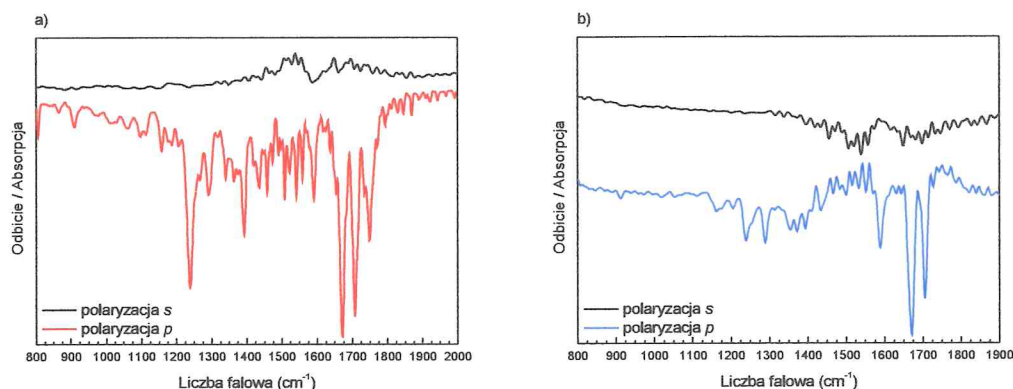 a)
Odbicie / Absorpcja
polaryzacja s
polaryzacja p
800 900 1000 1100 1200 1300 1400 1500 1600 1700 1800 1900 2000
Liczba falowa (cm⁻¹)
b)
Odbicie / Absorpcja
polaryzacja s
polaryzacja p
800 900 1000 1100 1200 1300 1400 1500 1600 1700 1800 1900
Liczba falowa (cm⁻¹)